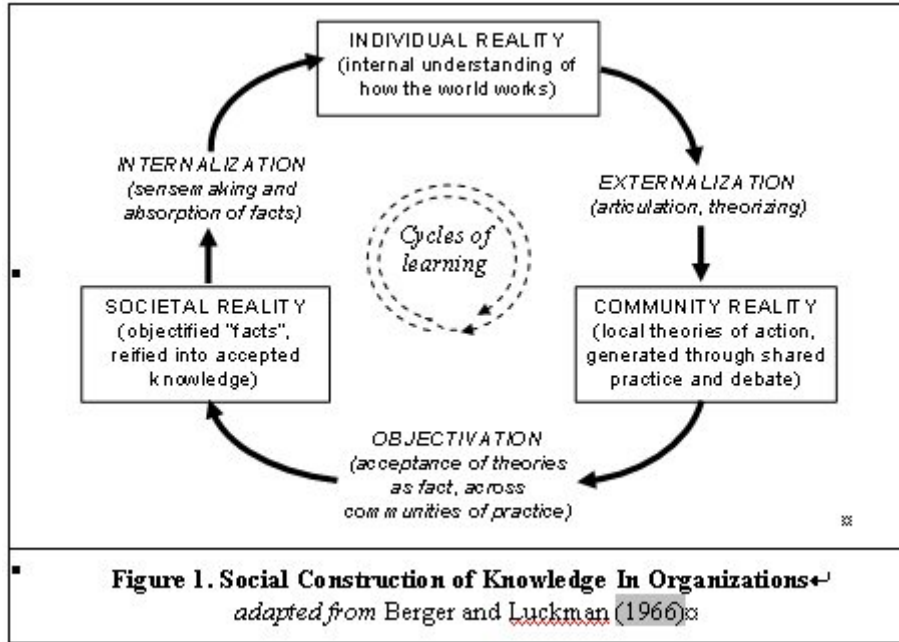 INDIVIDUAL REALITY
(internal understanding of
how the world works)
INTERNALIZATION
(sensemaking and
absorption of facts)
EXTERNALIZATION
(articulation, theorizing)
Cycles of
learning
SOCIETAL REALITY
(objectified "facts",
reified into accepted
knowledge)
COMMUNITY REALITY
(local theories of action,
generated through shared
practice and debate)
OBJECTIVATION
(acceptance of theories
as fact, across
communities of practice)
Figure 1. Social Construction of Knowledge In Organizations
adapted from Berger and Luckman (1966)